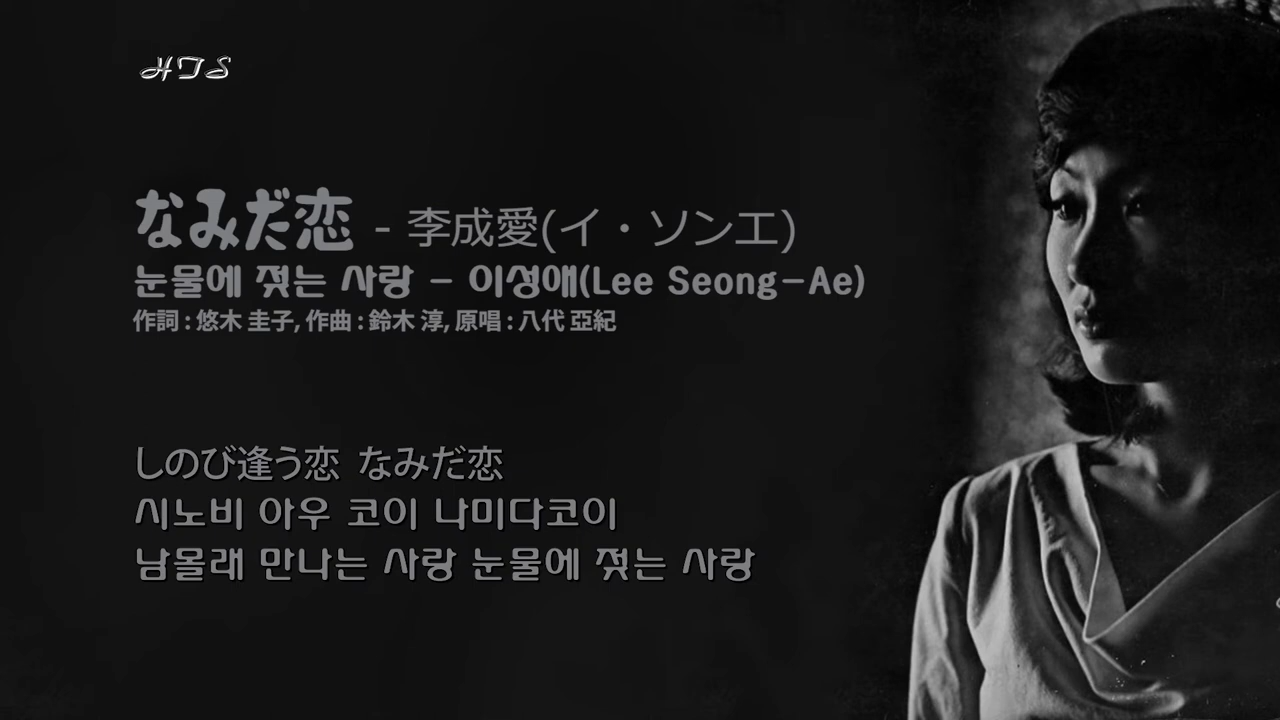 HTS
なみだ恋 - 李成愛(イ・ソンエ)
눈물에 젖는 사랑 - 이성애(Lee Seong-Ae)
作詞 : 悠木 圭子, 作曲 : 鈴木 淳, 原唱 : 八代 亞紀
しのび逢う恋 なみだ恋
시노비 아우 코이 나미다코이
남몰래 만나는 사랑 눈물에 젖는 사랑